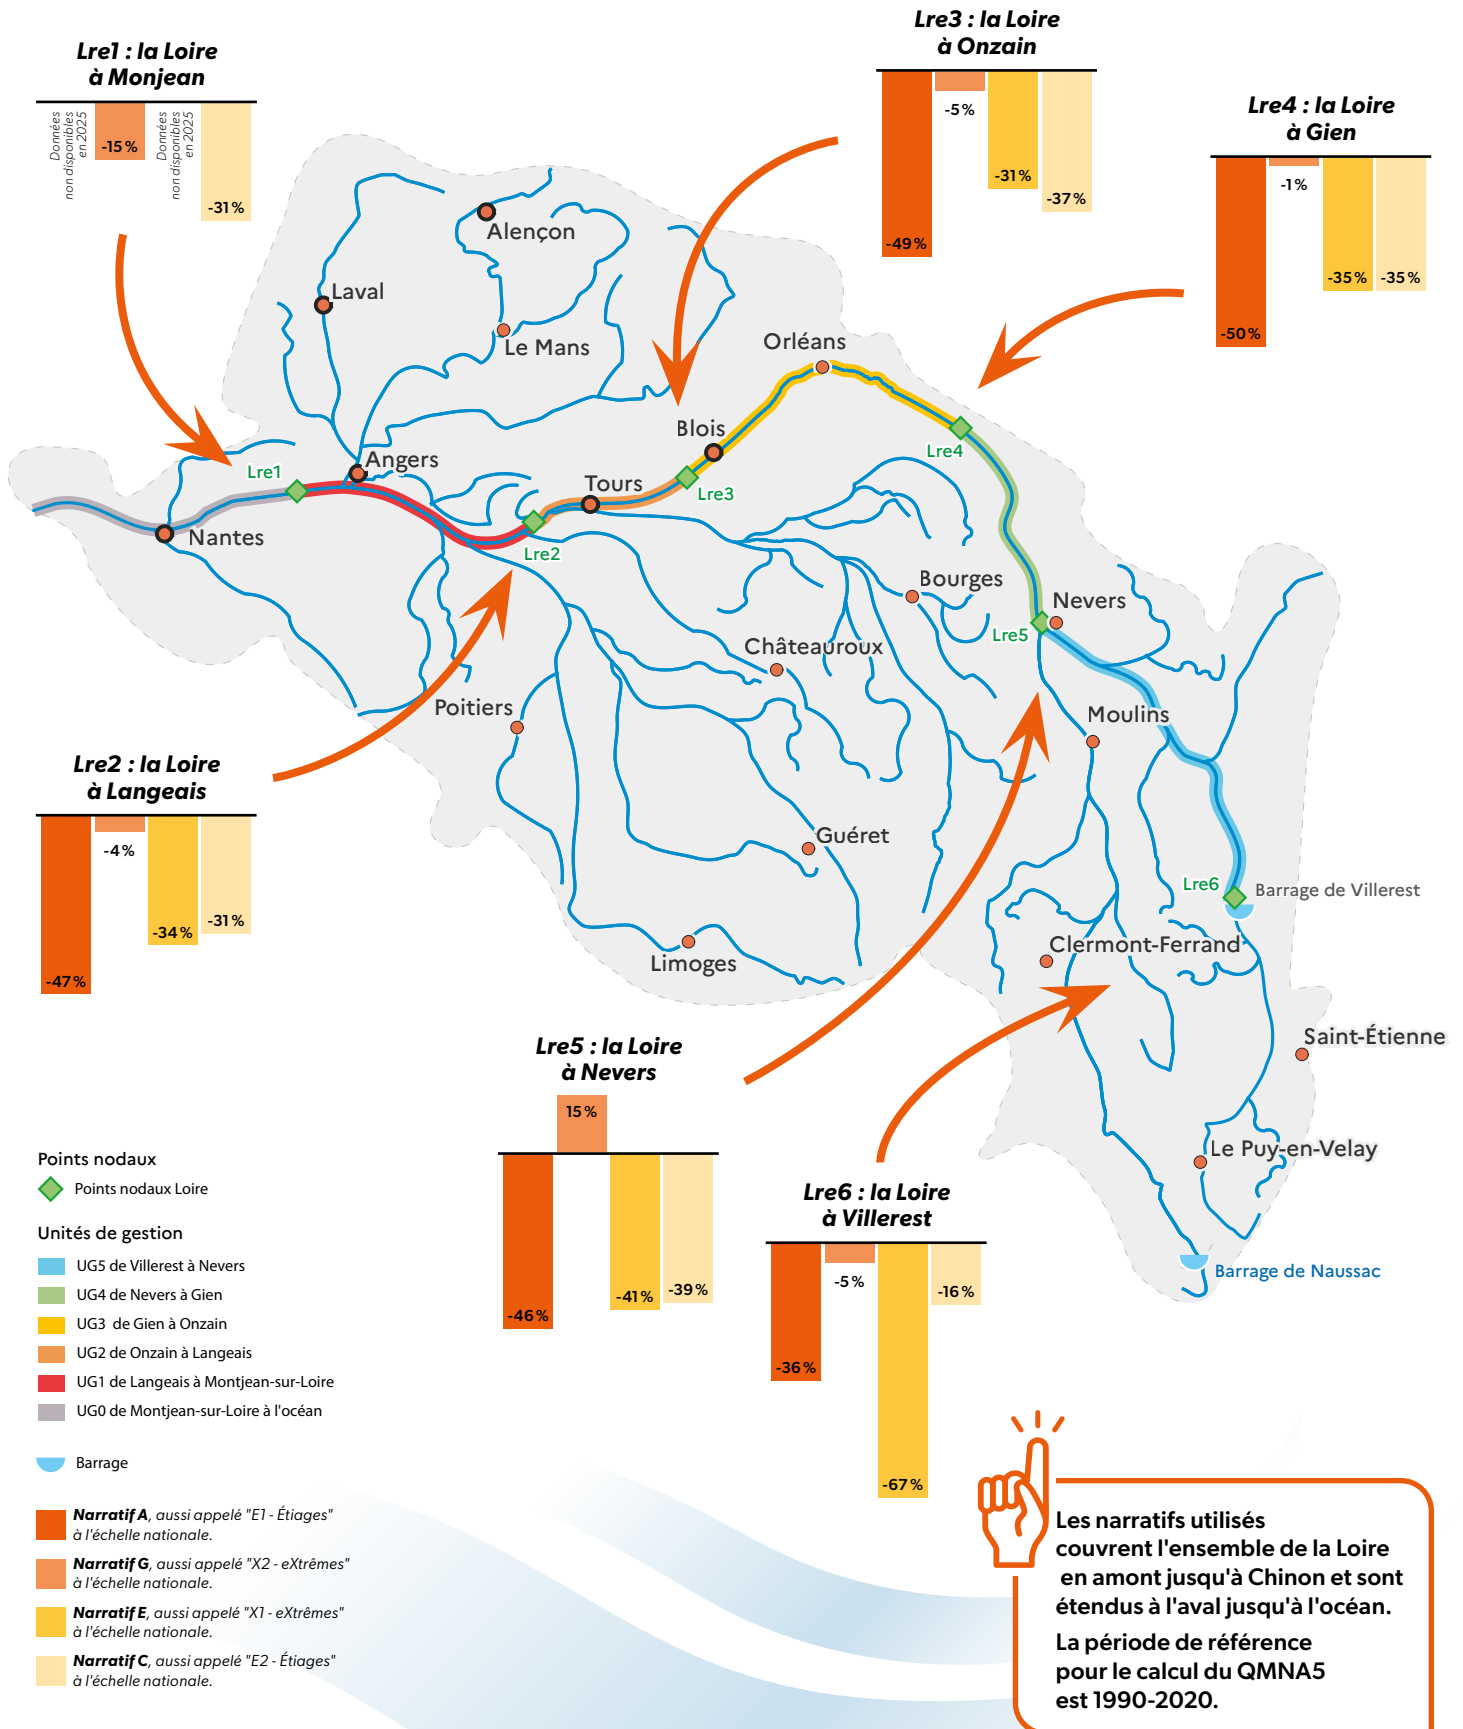 Lre1 : la Loire
à Monjean
Données
non disponibles
en 2025
-15 %
Données
non disponibles
en 2025
-31 %
Lre3 : la Loire
à Onzain
-49 %
-5 %
-31 %
-37 %
Lre4 : la Loire
à Gien
-50 %
-1 %
-35 %
-35 %
Alençon
Laval
Le Mans
Orléans
Blois
Angers
Lre1
Tours
Lre3
Lre4
Nantes
Lre2
Bourges
Nevers
Lre5
Châteauroux
Poitiers
Moulins
Guéret
Lre6
Barrage de Villerest
Clermont-Ferrand
Limoges
Saint-Étienne
Le Puy-en-Velay
Barrage de Naussac
Lre2 : la Loire
à Langeais
-47 %
-4 %
-34 %
-31 %
Lre5 : la Loire
à Nevers
-46 %
15 %
-41 %
-39 %
Lre6 : la Loire
à Villerest
-36 %
-5 %
-67 %
-16 %
Points nodaux
Points nodaux Loire
Unités de gestion
UG5 de Villerest à Nevers
UG4 de Nevers à Gien
UG3 de Gien à Onzain
UG2 de Onzain à Langeais
UG1 de Langeais à Montjean-sur-Loire
UG0 de Montjean-sur-Loire à l'océan
Barrage
Narratif A, aussi appelé "E1 - Étiages"
à l'échelle nationale.
Narratif G, aussi appelé "X2 - eXtrêmes"
à l'échelle nationale.
Narratif E, aussi appelé "X1 - eXtrêmes"
à l'échelle nationale.
Narratif C, aussi appelé "E2 - Étiages"
à l'échelle nationale.
Les narratifs utilisés
couvrent l'ensemble de la Loire
en amont jusqu'à Chinon et sont
étendus à l'aval jusqu'à l'océan.
La période de référence
pour le calcul du QMNA5
est 1990-2020.